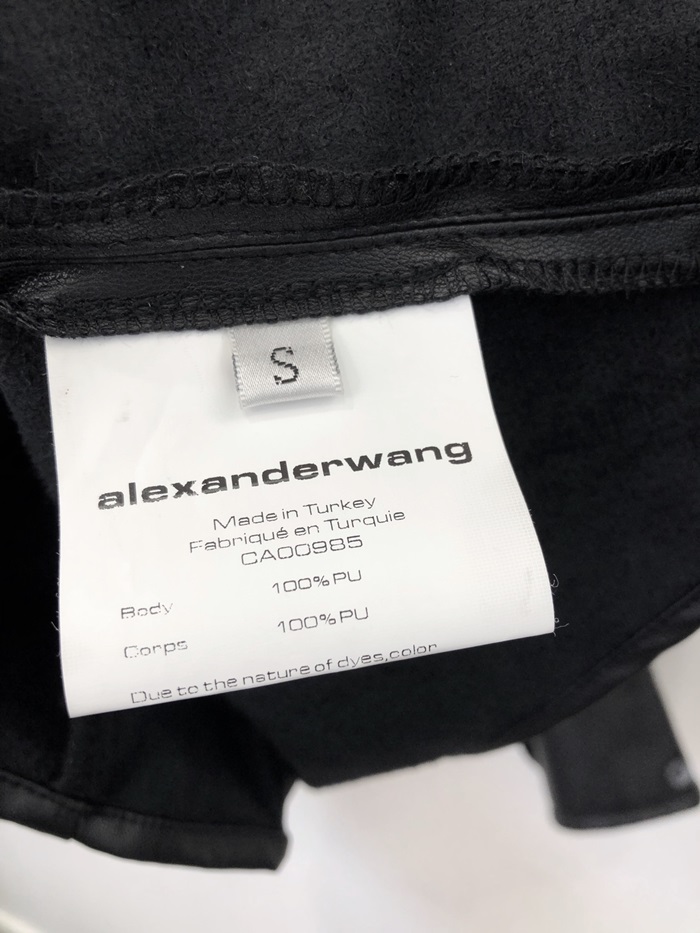 S
alexanderwang
Made in Turkey
Fabriqué en Turquie
CA00985
Body 100% PU
Corps 100% PU
Due to the nature of dyes,color